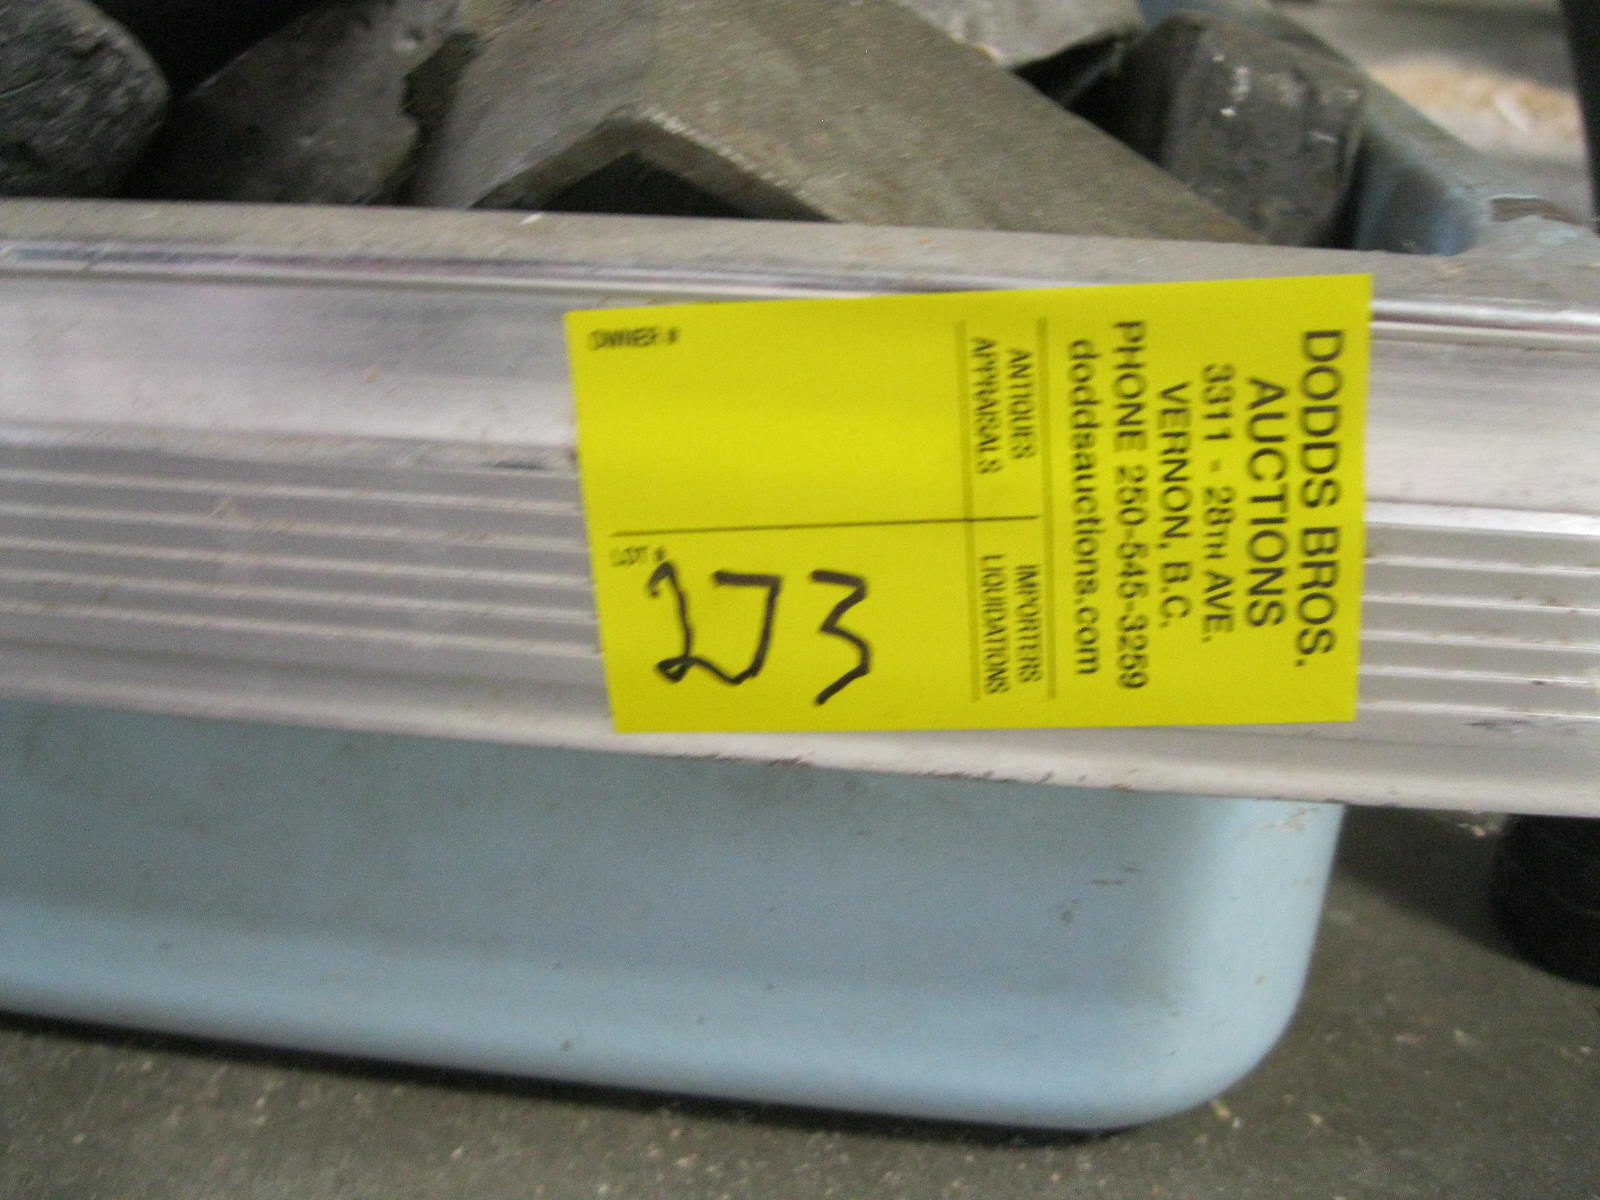 DODDS BROS.
AUCTIONS
331 - 28TH AVE.
VERNON, B.C.
PHONE 250-545-3259
doddsauctions.com
ANTIQUES IMPORTERS
APPRAISALS LIQUIDATIONS
OWNER # LOT #
273